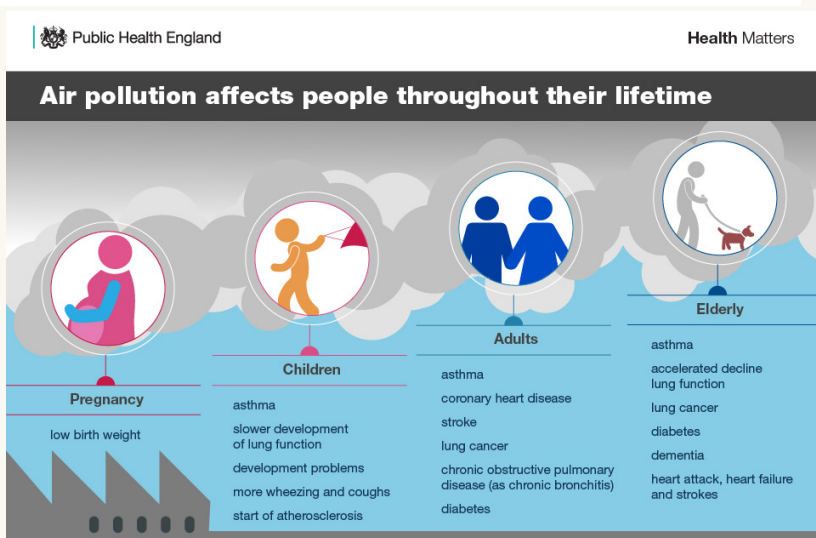 Public Health England
Health Matters
Air pollution affects people throughout their lifetime
Pregnancy
low birth weight
Children
asthma
slower development
of lung function
development problems
more wheezing and coughs
start of atherosclerosis
Adults
asthma
coronary heart disease
stroke
lung cancer
chronic obstructive pulmonary
disease (as chronic bronchitis)
diabetes
Elderly
asthma
accelerated decline
lung function
lung cancer
diabetes
dementia
heart attack, heart failure
and strokes